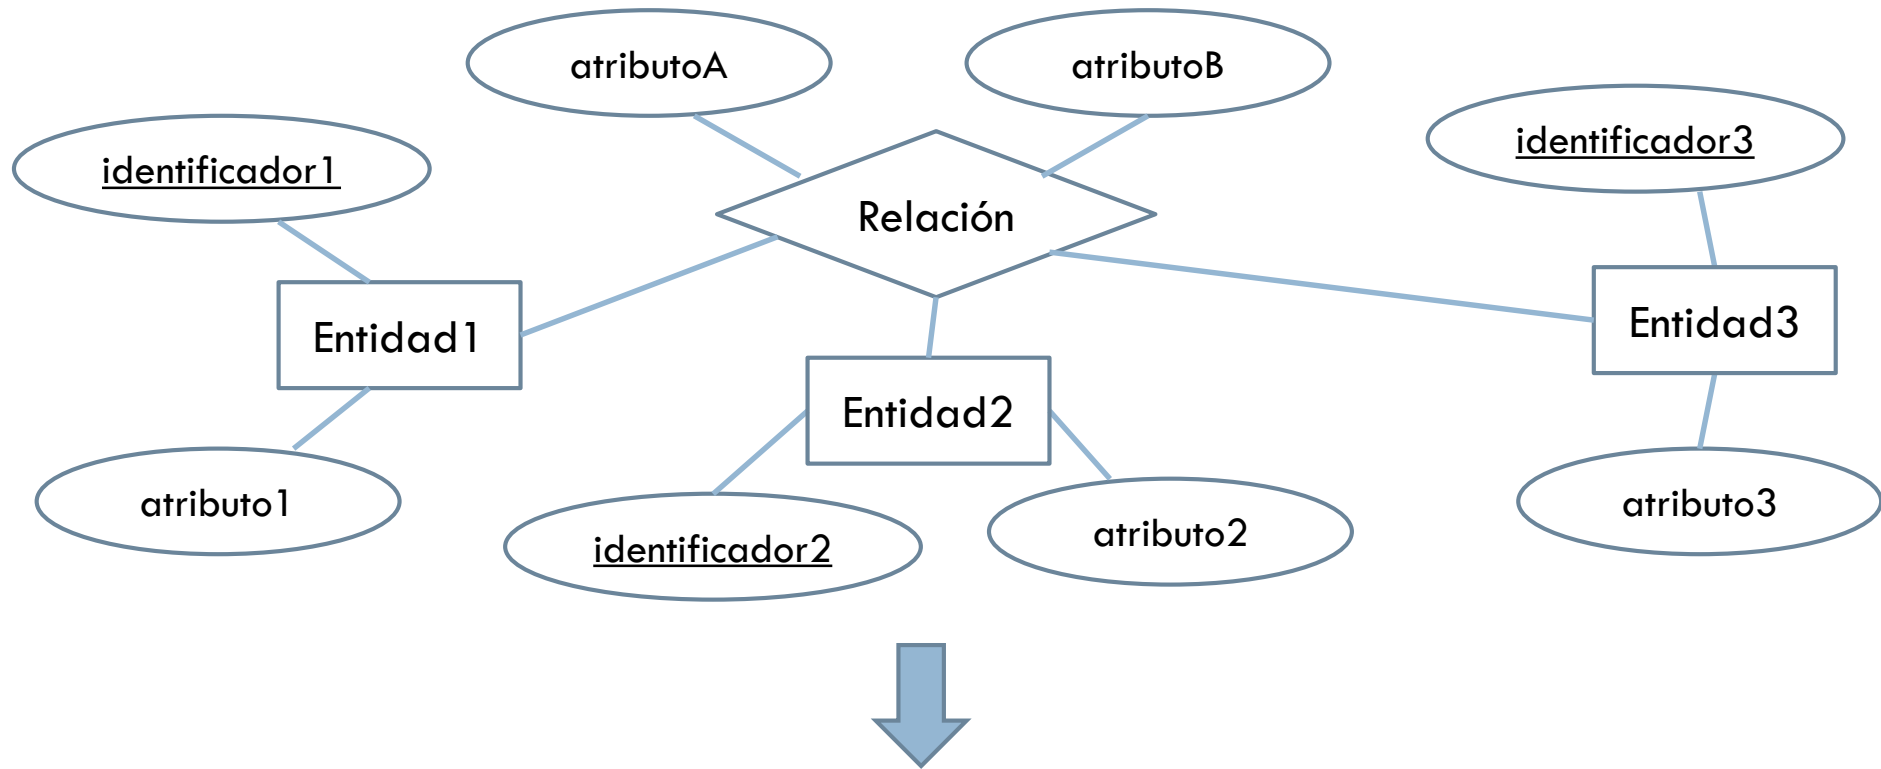 atributoA
atributoB
identificador1
identificador3
Relación
Entidad1
Entidad3
Entidad2
atributo1
atributo3
identificador2
atributo2